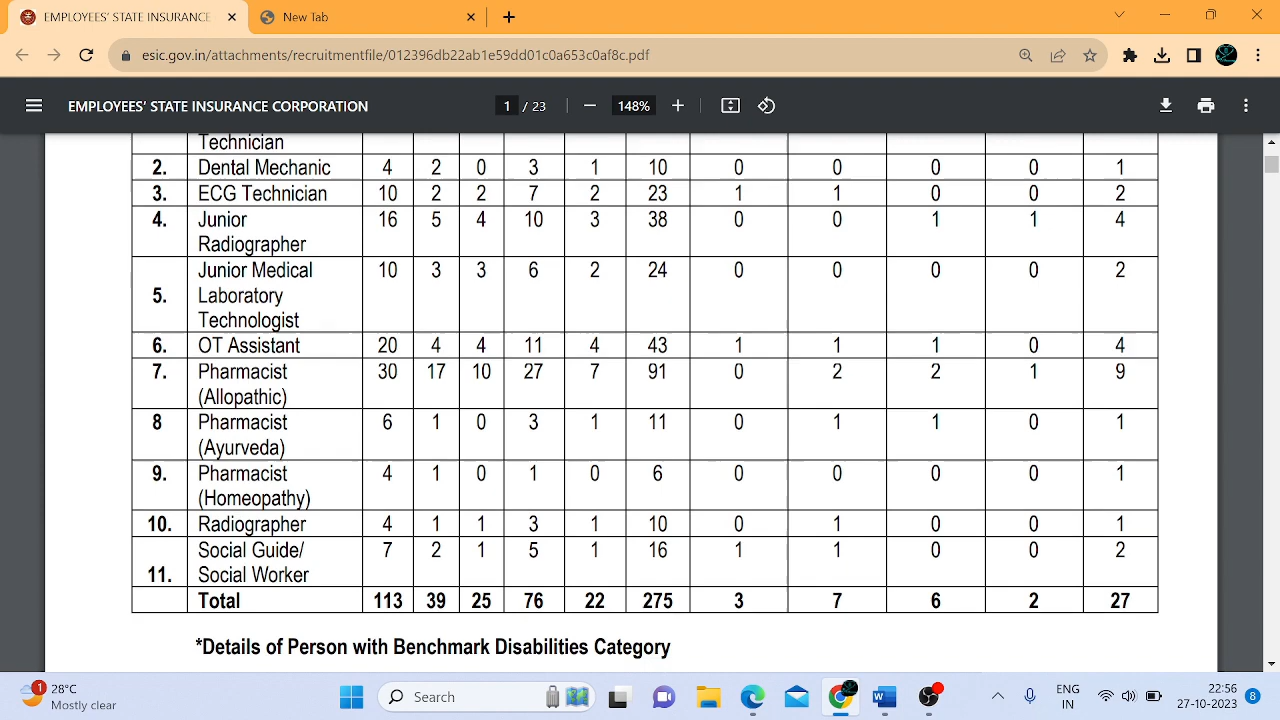 EMPLOYEES' STATE INSURANCE
New Tab
esic.gov.in/attachments/recruitmentfile/012396db22ab1e59dd01c0a653c0af8c.pdf
EMPLOYEES' STATE INSURANCE CORPORATION
1 / 23
148%
Technician
2. Dental Mechanic 4 2 0 3 1 10 0 0 0 0 1
3. ECG Technician 10 2 2 7 2 23 1 1 0 0 2
4. Junior 16 5 4 10 3 38 0 0 1 1 4
Radiographer
Junior Medical 10 3 3 6 2 24 0 0 0 0 2
5. Laboratory
Technologist
6. OT Assistant 20 4 4 11 4 43 1 1 1 0 4
7. Pharmacist 30 17 10 27 7 91 0 2 2 1 9
(Allopathic)
8 Pharmacist 6 1 0 3 1 11 0 1 1 0 1
(Ayurveda)
9. Pharmacist 4 1 0 1 0 6 0 0 0 0 1
(Homeopathy)
10. Radiographer 4 1 1 3 1 10 0 1 0 0 1
Social Guide/ 7 2 1 5 1 16 1 1 0 0 2
11. Social Worker
Total 113 39 25 76 22 275 3 7 6 2 27
*Details of Person with Benchmark Disabilities Category
1
28°C
Mostly clear
Search
ENG
IN
22:56
27-10-2023
8